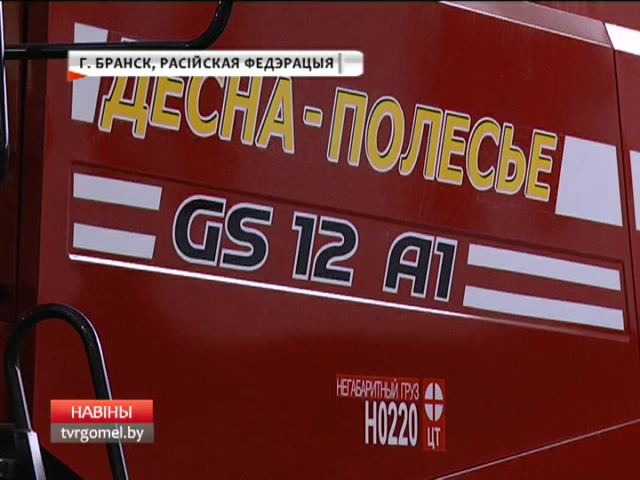 Г. БРАНСК, РАСІЙСКАЯ ФЕДЭРАЦЫЯ
ДЕСНА-ПОЛЕСЬЕ
GS 12 A1
НЕГАБАРИТНЫЙ ГРУЗ
Н0220
ЦТ
НАВІНЫ
tvrgomel.by